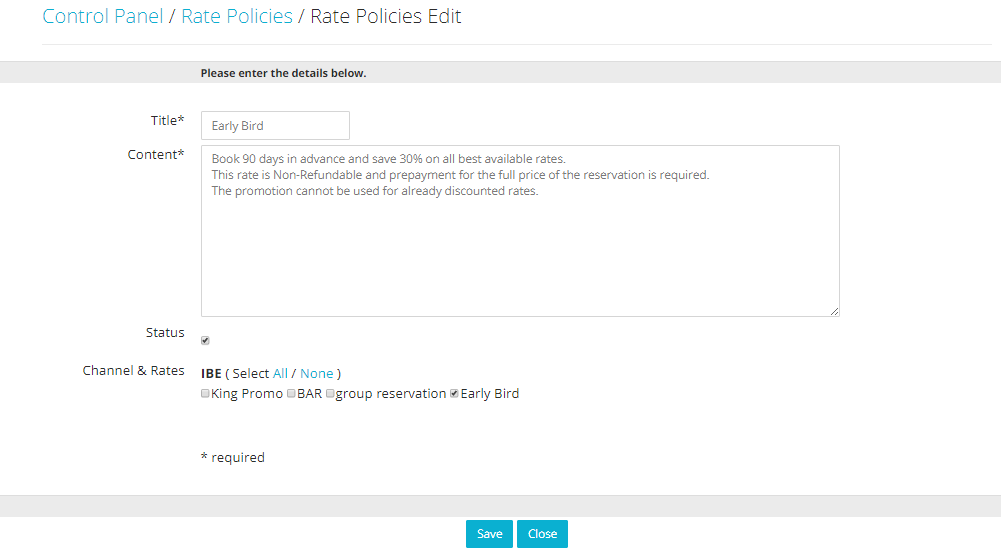 Control Panel / Rate Policies / Rate Policies Edit
Please enter the details below.
Title*
Early Bird
Content*
Book 90 days in advance and save 30% on all best available rates.
This rate is Non-Refundable and prepayment for the full price of the reservation is required.
The promotion cannot be used for already discounted rates.
Status
Channel & Rates
IBE ( Select All / None )
King Promo BAR group reservation Early Bird
* required
Save Close